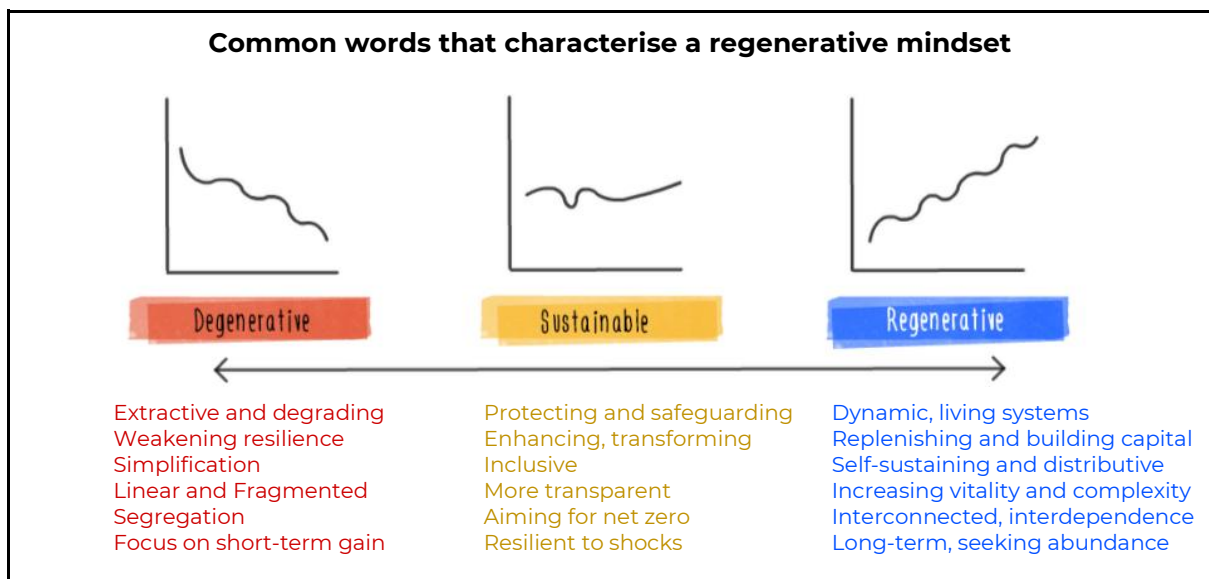 Common words that characterise a regenerative mindset
Degenerative
Sustainable
Regenerative
Extractive and degrading
Weakening resilience
Simplification
Linear and Fragmented
Segregation
Focus on short-term gain
Protecting and safeguarding
Enhancing, transforming
Inclusive
More transparent
Aiming for net zero
Resilient to shocks
Dynamic, living systems
Replenishing and building capital
Self-sustaining and distributive
Increasing vitality and complexity
Interconnected, interdependence
Long-term, seeking abundance